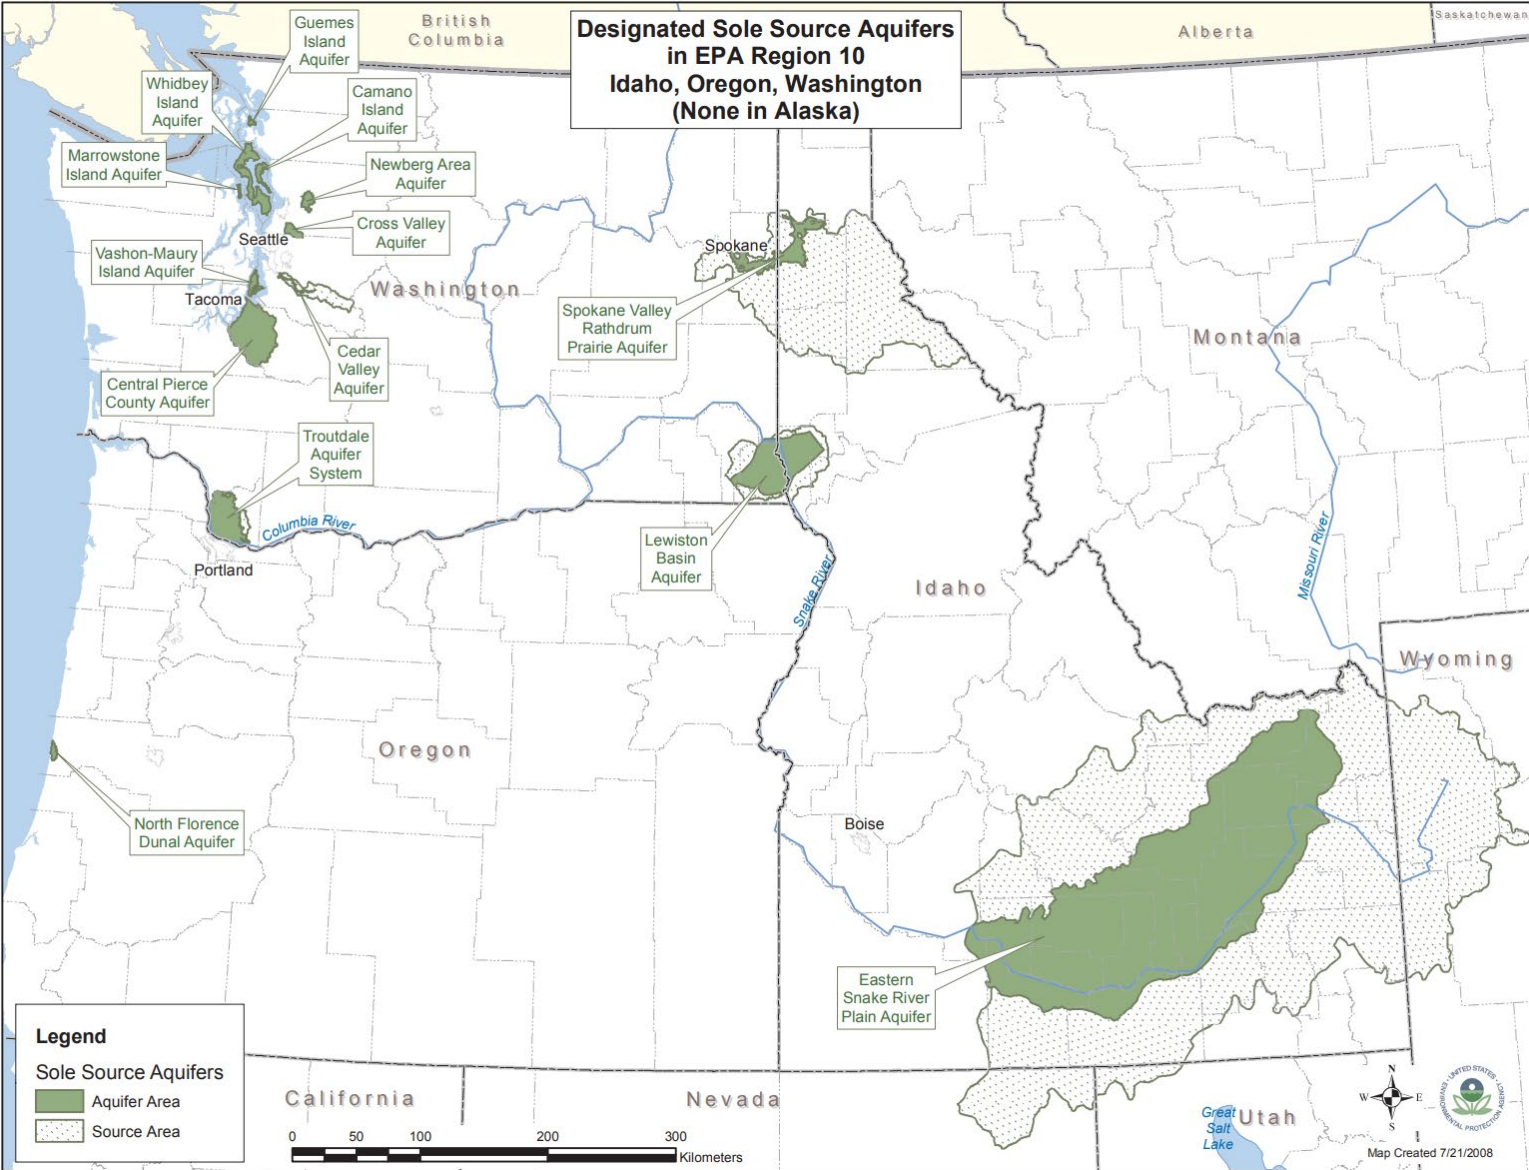 Designated Sole Source Aquifers
in EPA Region 10
Idaho, Oregon, Washington
(None in Alaska)
British
Columbia
Alberta
Saskatchewan
Guemes
Island
Aquifer
Whidbey
Island
Aquifer
Camano
Island
Aquifer
Marrowstone
Island Aquifer
Newberg Area
Aquifer
Cross Valley
Aquifer
Seattle
Vashon-Maury
Island Aquifer
Tacoma
Washington
Spokane
Spokane Valley
Rathdrum
Prairie Aquifer
Montana
Cedar
Valley
Aquifer
Central Pierce
County Aquifer
Troutdale
Aquifer
System
Columbia River
Portland
Lewiston
Basin
Aquifer
Snake River
Idaho
Missouri River
Wyoming
Oregon
North Florence
Dunal Aquifer
Boise
Eastern
Snake River
Plain Aquifer
Legend
Sole Source Aquifers
Aquifer Area
Source Area
California
Nevada
Utah
Great
Salt
Lake
0 50 100 200 300
Kilometers
N
W E
S
UNITED STATES
ENVIRONMENTAL PROTECTION AGENCY
Map Created 7/21/2008